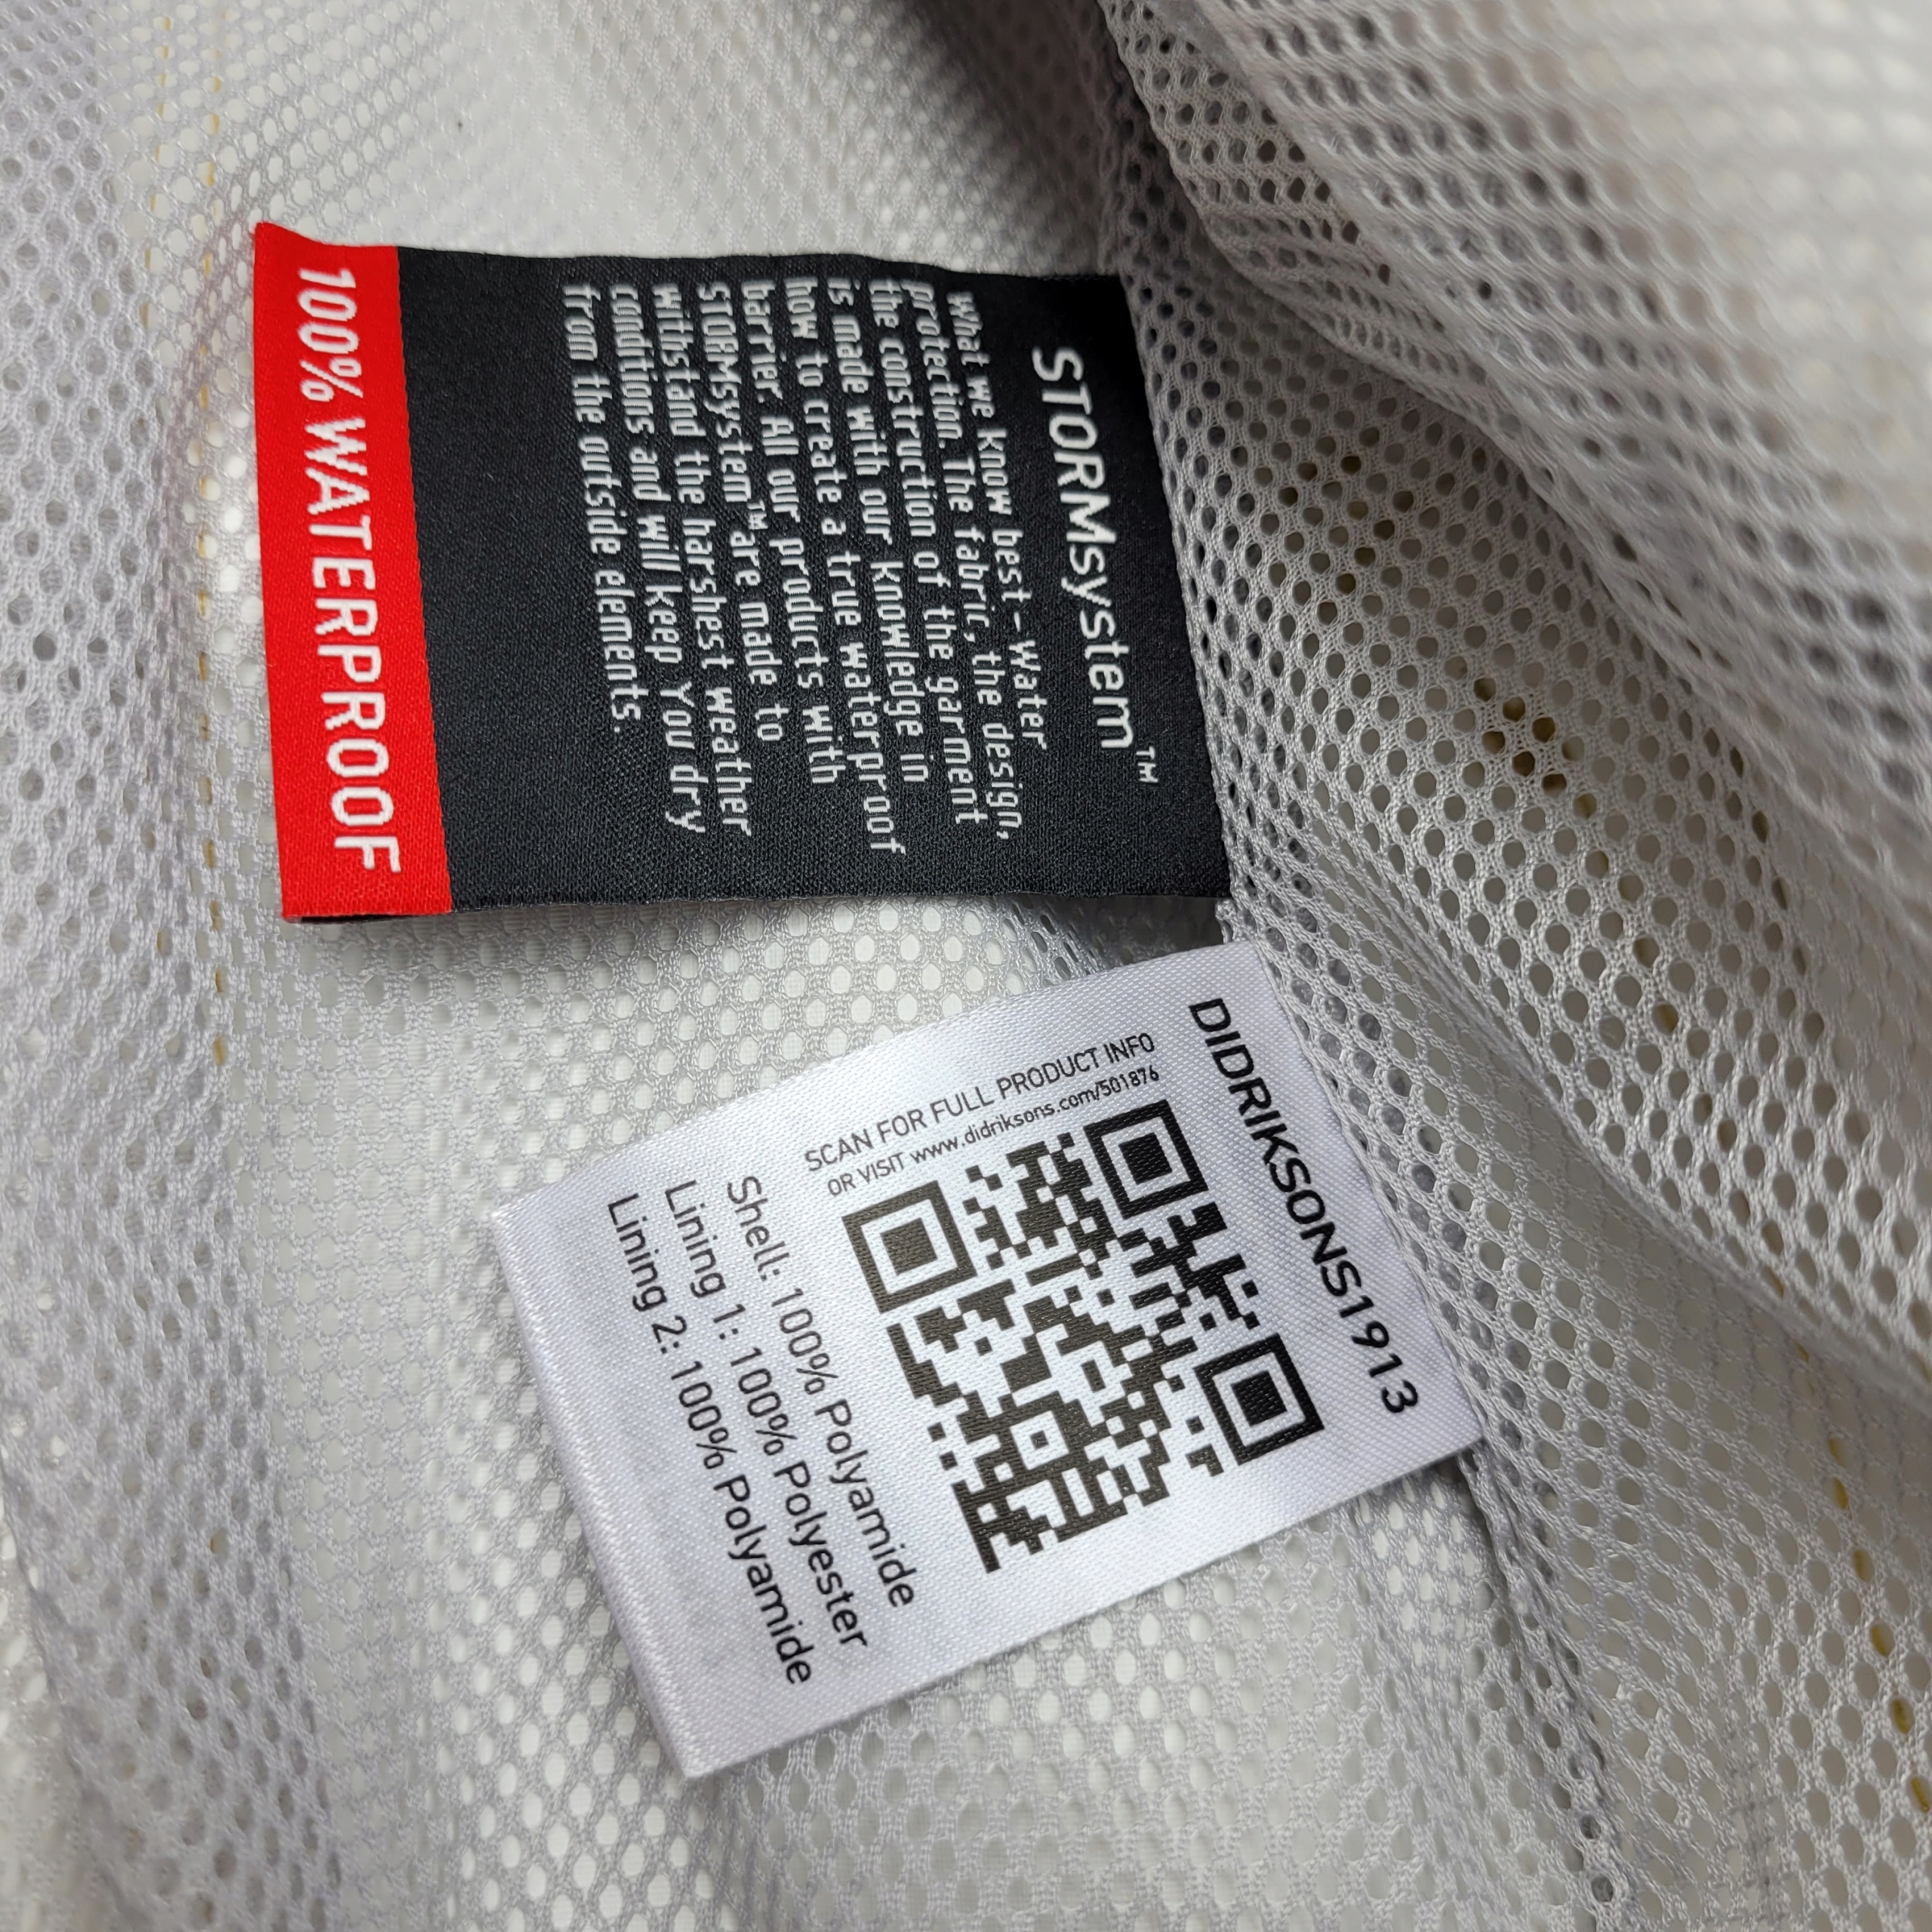 STORMsystem™
What we know best – water
protection. The fabric, the design,
the construction of the garment
is made with our knowledge in
how to create a true waterproof
barrier. All our products with
STORMsystem™ are made to
withstand the harshest weather
conditions and will keep you dry
from the outside elements.
100% WATERPROOF
DIDRIKSONS1913
SCAN FOR FULL PRODUCT INFO
OR VISIT www.didriksons.com/501876
Shell: 100% Polyamide
Lining 1: 100% Polyester
Lining 2: 100% Polyamide